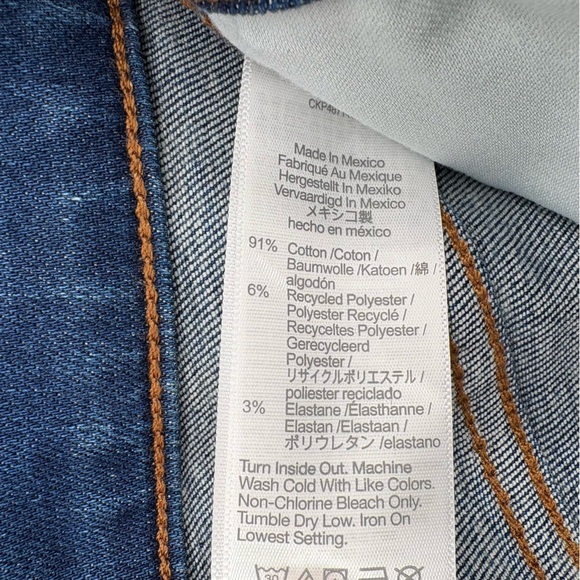 Made In Mexico
Fabriqué Au Mexique
Hergestellt In Mexiko
Vervaardigd In Mexico
メキシコ製
hecho en méxico
91% Cotton /Coton /
Baumwolle /Katoen /綿 /
algodón
6% Recycled Polyester /
Polyester Recyclé /
Recyceltes Polyester /
Gerecycleerd
Polyester /
リサイクルポリエステル /
poliester reciclado
3% Elastane /Élasthanne /
Elastan /Elastaan /
ポリウレタン /elastano
Turn Inside Out. Machine
Wash Cold With Like Colors.
Non-Chlorine Bleach Only.
Tumble Dry Low. Iron On
Lowest Setting.
30